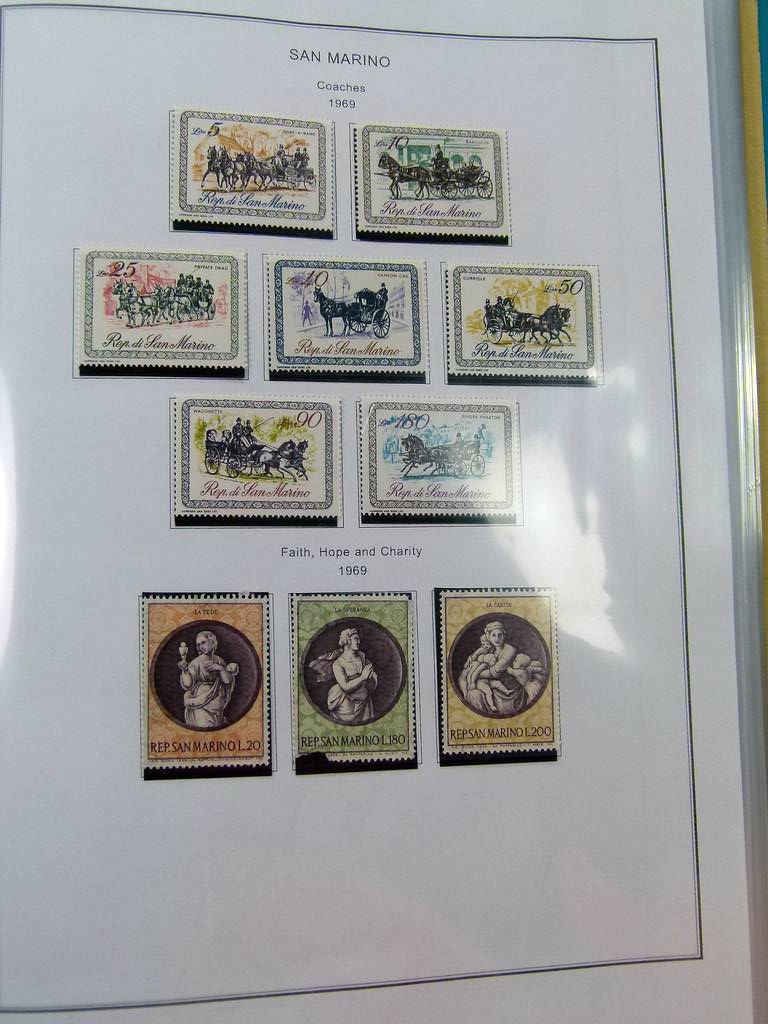 SAN MARINO
Coaches
1969
Lire 5
CHAR-A-BANC
Rep. di San Marino
Lire 10
BAROUCHE
Rep. di San Marino
Lire 25
PRIVATE DRAG
Rep. di San Marino
40
HANSOM CAB
Rep. di San Marino
CURRICLE
Lire 50
Rep. di San Marino
WAGONETTE
90
Rep. di San Marino
Lire 180
SPIDER PHAETON
Rep. di San Marino
Faith, Hope and Charity
1969
LA FEDE
REP. SAN MARINO L.20
LA SPERANZA
REP. SAN MARINO L.180
LA CARITÀ
REP. SAN MARINO L.200